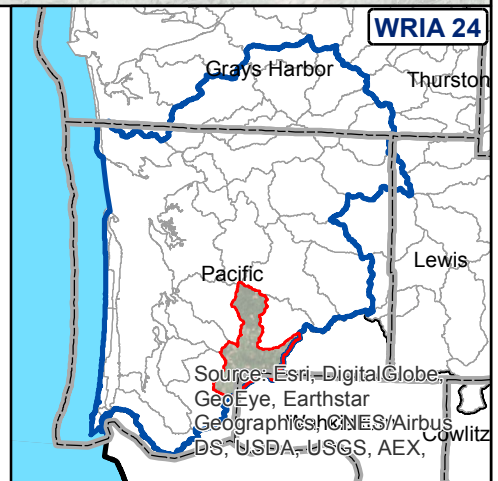 WRIA 24
Grays Harbor
Thurston
Pacific
Lewis
Source: Esri, DigitalGlobe,
GeoEye, Earthstar
Geographics, CNES/Airbus
DS, USDA, USGS, AEX,
Cowlitz